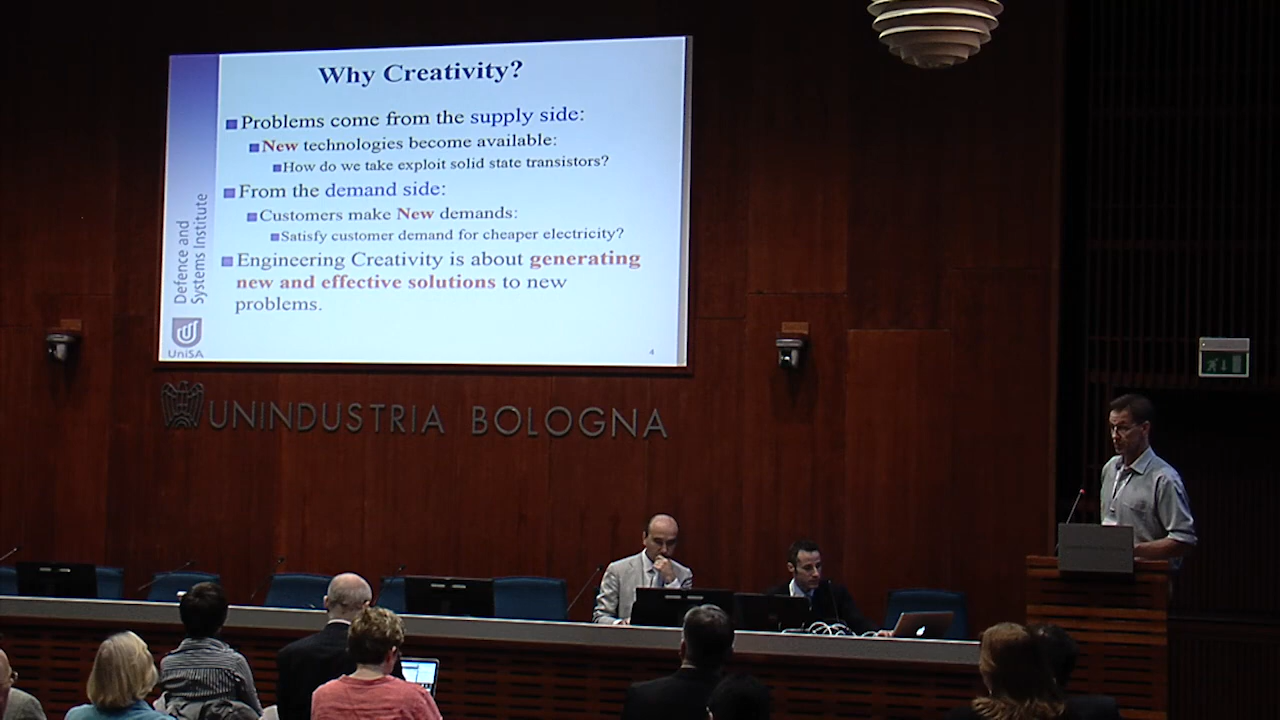 Why Creativity?
Problems come from the supply side:
New technologies become available:
How do we take exploit solid state transistors?
From the demand side:
Customers make New demands:
Satisfy customer demand for cheaper electricity?
Engineering Creativity is about generating
new and effective solutions to new
problems.
Defence and
Systems Institute
UniSA
4
UNINDUSTRIA BOLOGNA